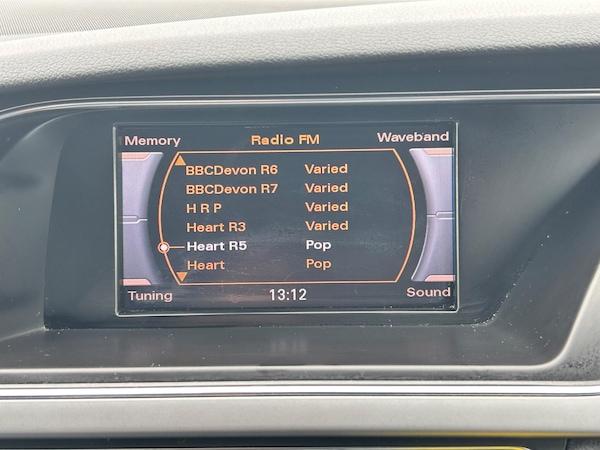 Memory Radio FM Waveband
BBCDevon R6 Varied
BBCDevon R7 Varied
H R P Varied
Heart R3 Varied
Heart R5 Pop
Heart Pop
Tuning 13:12 Sound